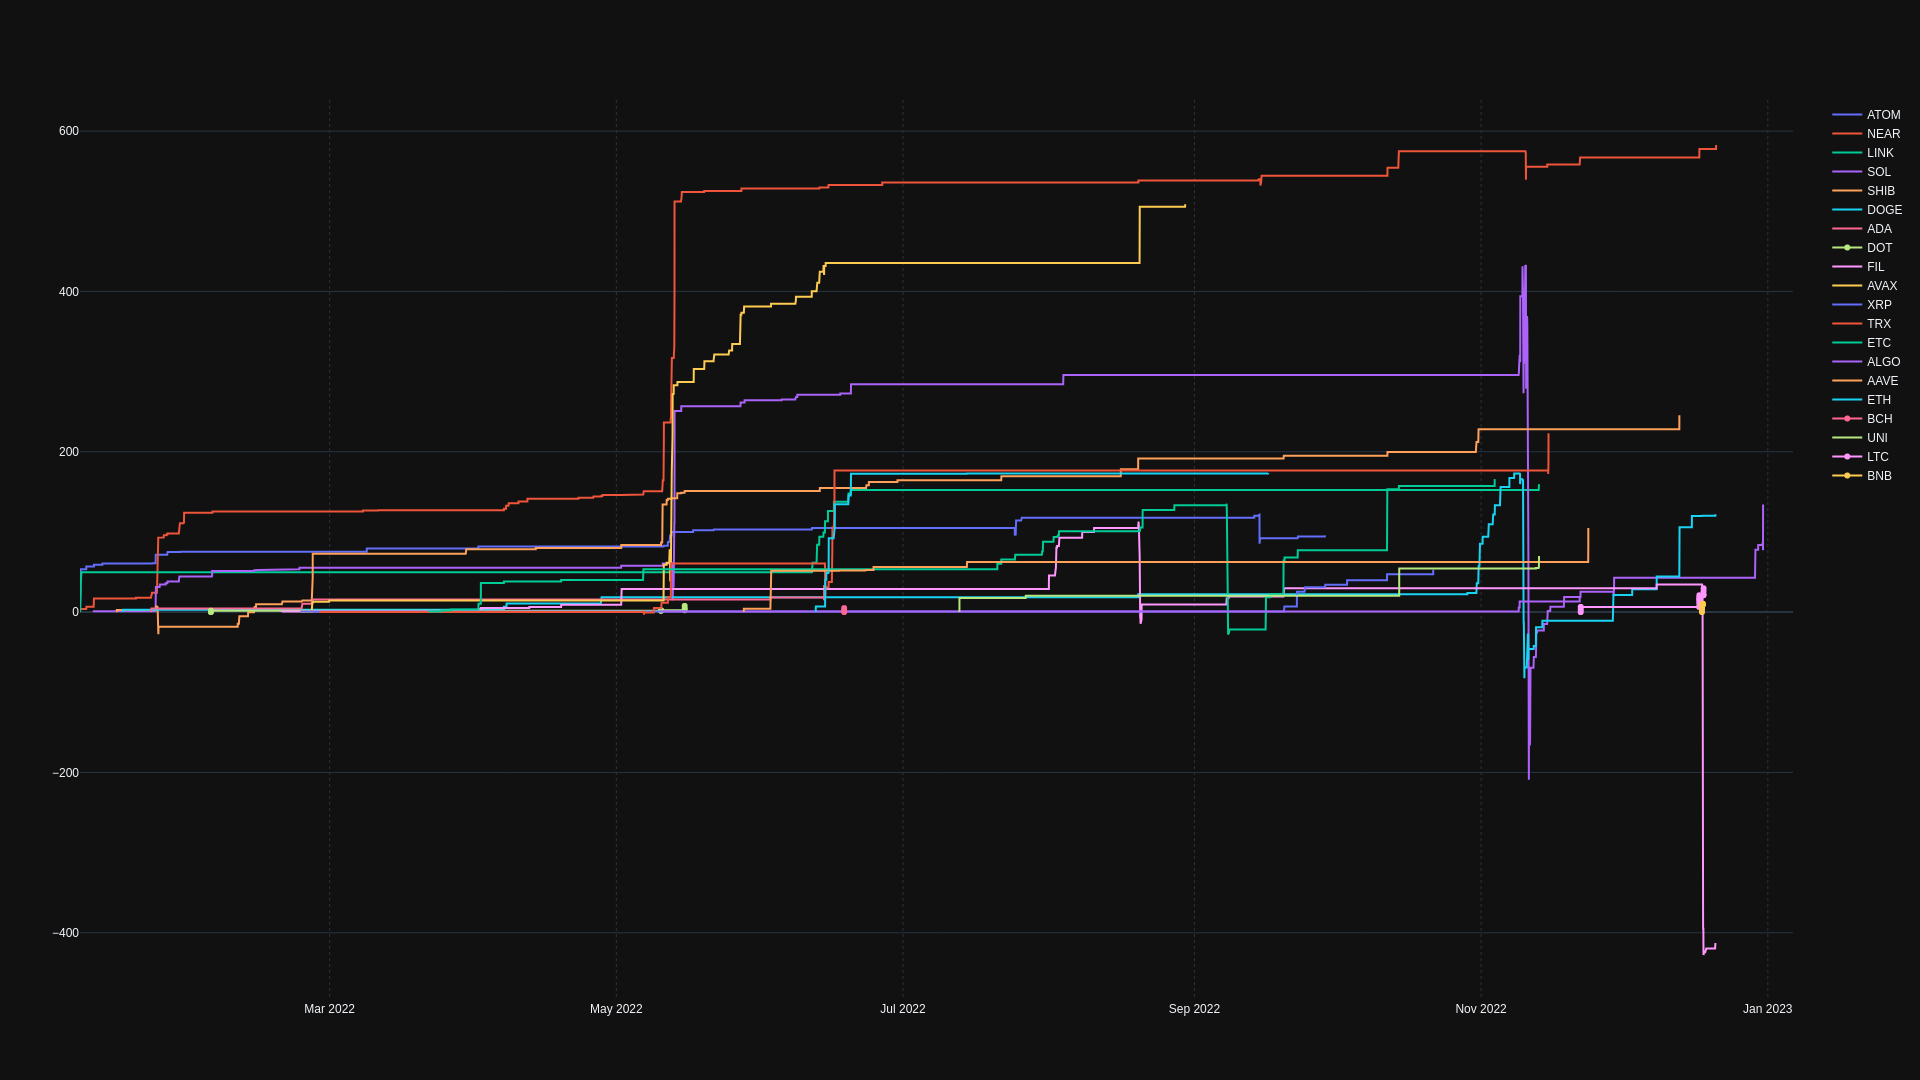 600
400
200
0
−200
−400
Mar 2022
May 2022
Jul 2022
Sep 2022
Nov 2022
Jan 2023
ATOM
NEAR
LINK
SOL
SHIB
DOGE
ADA
DOT
FIL
AVAX
XRP
TRX
ETC
ALGO
AAVE
ETH
BCH
UNI
LTC
BNB